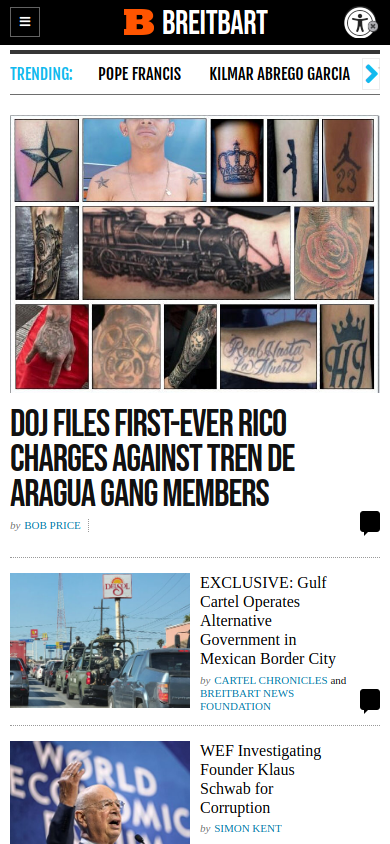 BREITBART
TRENDING:
POPE FRANCIS
KILMAR ABREGO GARCIA
23
Real Hasta
La Muerte
HJ
DOJ FILES FIRST-EVER RICO
CHARGES AGAINST TREN DE
ARAGUA GANG MEMBERS
by BOB PRICE
EXCLUSIVE: Gulf
Cartel Operates
Alternative
Government in
Mexican Border City
by CARTEL CHRONICLES and
BREITBART NEWS
FOUNDATION
WORLD
ECONOMIC
WEF Investigating
Founder Klaus
Schwab for
Corruption
by SIMON KENT